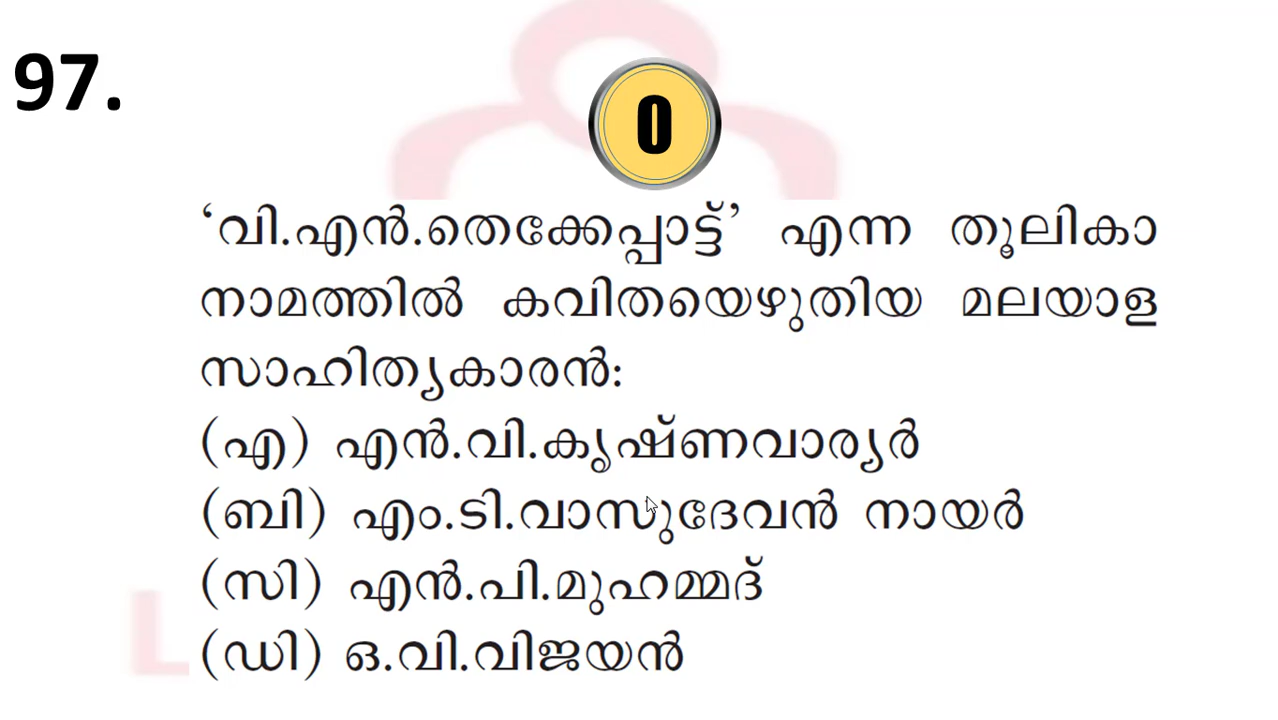 97.
0
‘വി.എൻ.തെക്കേപ്പാട്ട്’ എന്ന തൂലികാ
നാമത്തിൽ കവിതയെഴുതിയ മലയാള
സാഹിത്യകാരൻ:
(എ) എൻ.വി.കൃഷ്ണവാര്യർ
(ബി) എം.ടി.വാസുദേവൻ നായർ
(സി) എൻ.പി.മുഹമ്മദ്
(ഡി) ഒ.വി.വിജയൻ
L